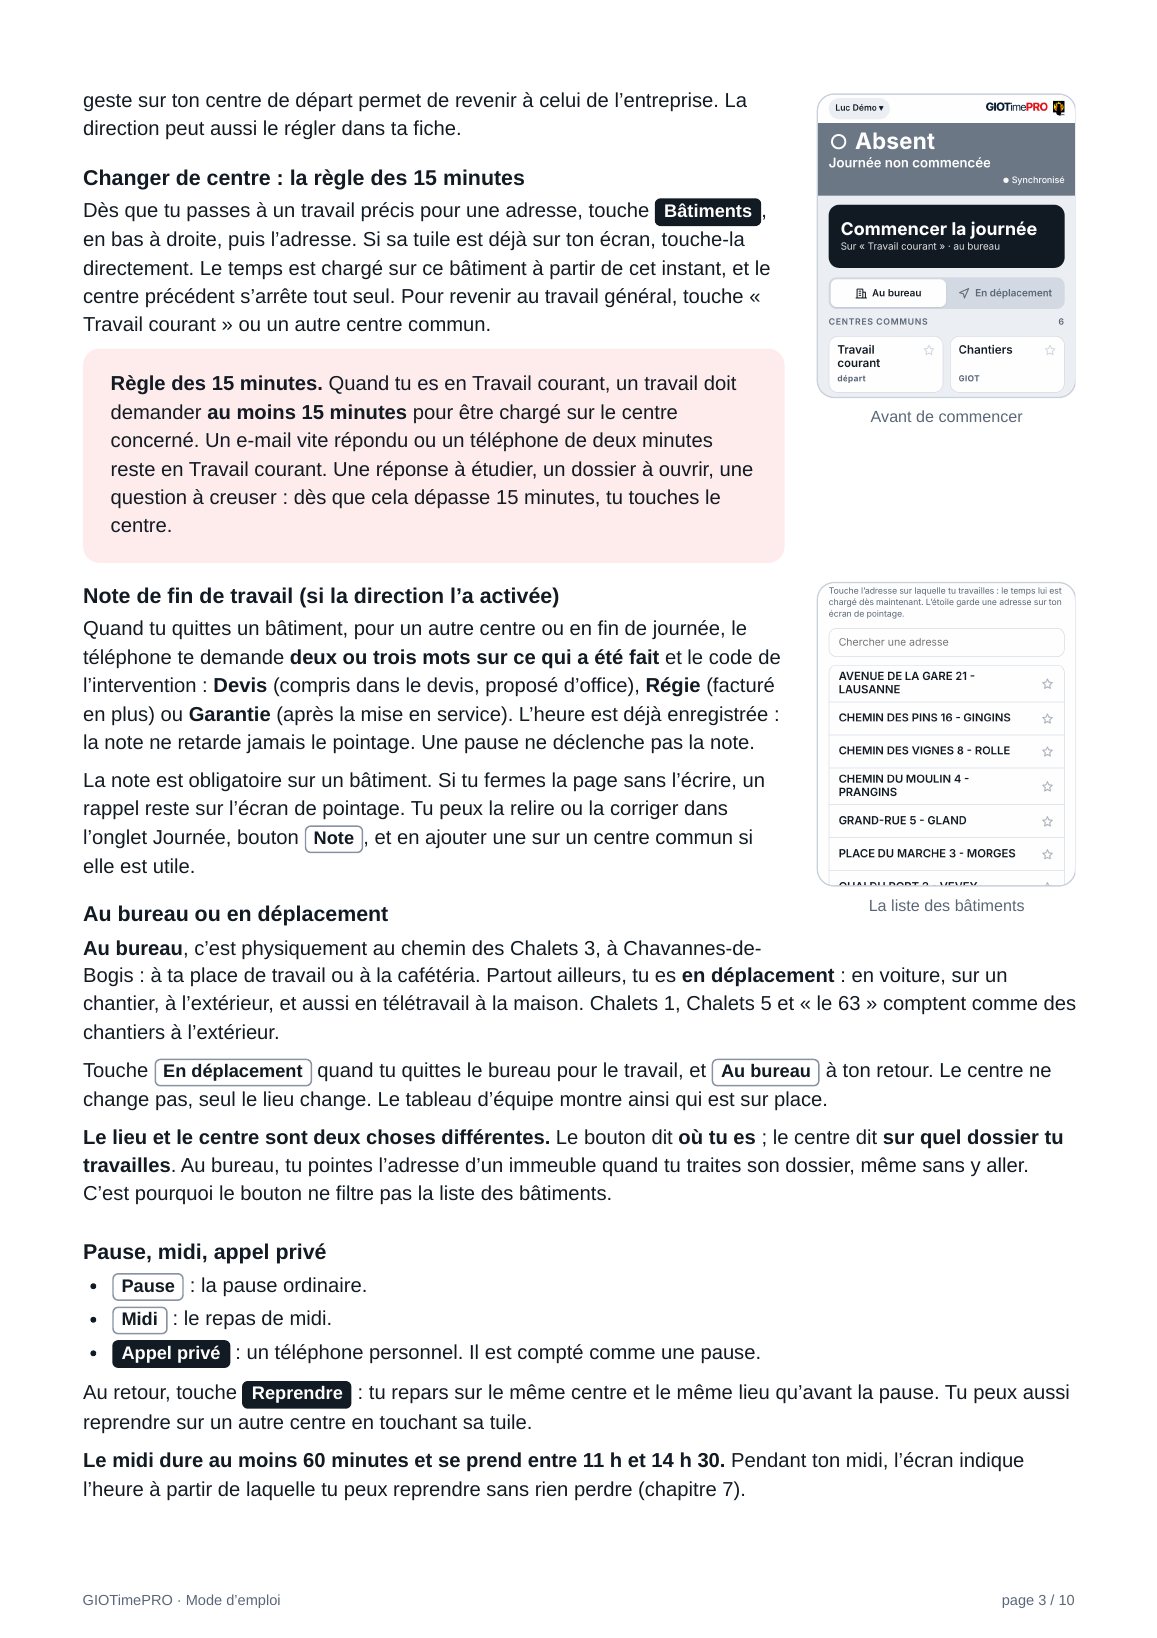 geste sur ton centre de départ permet de revenir à celui de l’entreprise. La
direction peut aussi le régler dans ta fiche.
Changer de centre : la règle des 15 minutes
Dès que tu passes à un travail précis pour une adresse, touche Bâtiments,
en bas à droite, puis l’adresse. Si sa tuile est déjà sur ton écran, touche-la
directement. Le temps est chargé sur ce bâtiment à partir de cet instant, et le
centre précédent s’arrête tout seul. Pour revenir au travail général, touche «
Travail courant » ou un autre centre commun.
Règle des 15 minutes. Quand tu es en Travail courant, un travail doit
demander au moins 15 minutes pour être chargé sur le centre
concerné. Un e-mail vite répondu ou un téléphone de deux minutes
reste en Travail courant. Une réponse à étudier, un dossier à ouvrir, une
question à creuser : dès que cela dépasse 15 minutes, tu touches le
centre.
Luc Démo ▾
GIOTimePRO
Absent
Journée non commencée
Synchronisé
Commencer la journée
Sur « Travail courant » · au bureau
Au bureau
En déplacement
CENTRES COMMUNS 6
Travail
courant
départ
Chantiers
GIOT
Avant de commencer
Note de fin de travail (si la direction l’a activée)
Quand tu quittes un bâtiment, pour un autre centre ou en fin de journée, le
téléphone te demande deux ou trois mots sur ce qui a été fait et le code de
l’intervention : Devis (compris dans le devis, proposé d’office), Régie (facturé
en plus) ou Garantie (après la mise en service). L’heure est déjà enregistrée :
la note ne retarde jamais le pointage. Une pause ne déclenche pas la note.
La note est obligatoire sur un bâtiment. Si tu fermes la page sans l’écrire, un
rappel reste sur l’écran de pointage. Tu peux la relire ou la corriger dans
l’onglet Journée, bouton Note, et en ajouter une sur un centre commun si
elle est utile.
Touche l’adresse sur laquelle tu travailles : le temps lui est
chargé dès maintenant. L’étoile garde une adresse sur ton
écran de pointage.
Chercher une adresse
AVENUE DE LA GARE 21 -
LAUSANNE
CHEMIN DES PINS 16 - GINGINS
CHEMIN DES VIGNES 8 - ROLLE
CHEMIN DU MOULIN 4 -
PRANGINS
GRAND-RUE 5 - GLAND
PLACE DU MARCHE 3 - MORGES
La liste des bâtiments
Au bureau ou en déplacement
Au bureau, c’est physiquement au chemin des Chalets 3, à Chavannes-de-
Bogis : à ta place de travail ou à la cafétéria. Partout ailleurs, tu es en déplacement : en voiture, sur un
chantier, à l’extérieur, et aussi en télétravail à la maison. Chalets 1, Chalets 5 et « le 63 » comptent comme des
chantiers à l’extérieur.
Touche En déplacement quand tu quittes le bureau pour le travail, et Au bureau à ton retour. Le centre ne
change pas, seul le lieu change. Le tableau d’équipe montre ainsi qui est sur place.
Le lieu et le centre sont deux choses différentes. Le bouton dit où tu es ; le centre dit sur quel dossier tu
travailles. Au bureau, tu pointes l’adresse d’un immeuble quand tu traites son dossier, même sans y aller.
C’est pourquoi le bouton ne filtre pas la liste des bâtiments.
Pause, midi, appel privé
• Pause : la pause ordinaire.
• Midi : le repas de midi.
• Appel privé : un téléphone personnel. Il est compté comme une pause.
Au retour, touche Reprendre : tu repars sur le même centre et le même lieu qu’avant la pause. Tu peux aussi
reprendre sur un autre centre en touchant sa tuile.
Le midi dure au moins 60 minutes et se prend entre 11 h et 14 h 30. Pendant ton midi, l’écran indique
l’heure à partir de laquelle tu peux reprendre sans rien perdre (chapitre 7).
GIOTimePRO · Mode d’emploi
page 3 / 10